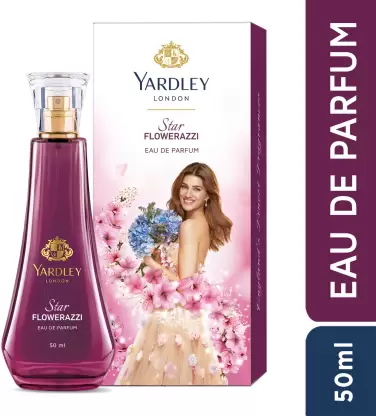 YARDLEY
LONDON
Star
FLOWERAZZI
EAU DE PARFUM
YARDLEY
LONDON
Star
FLOWERAZZI
EAU DE PARFUM
50 ml
EAU DE PARFUM
50ml